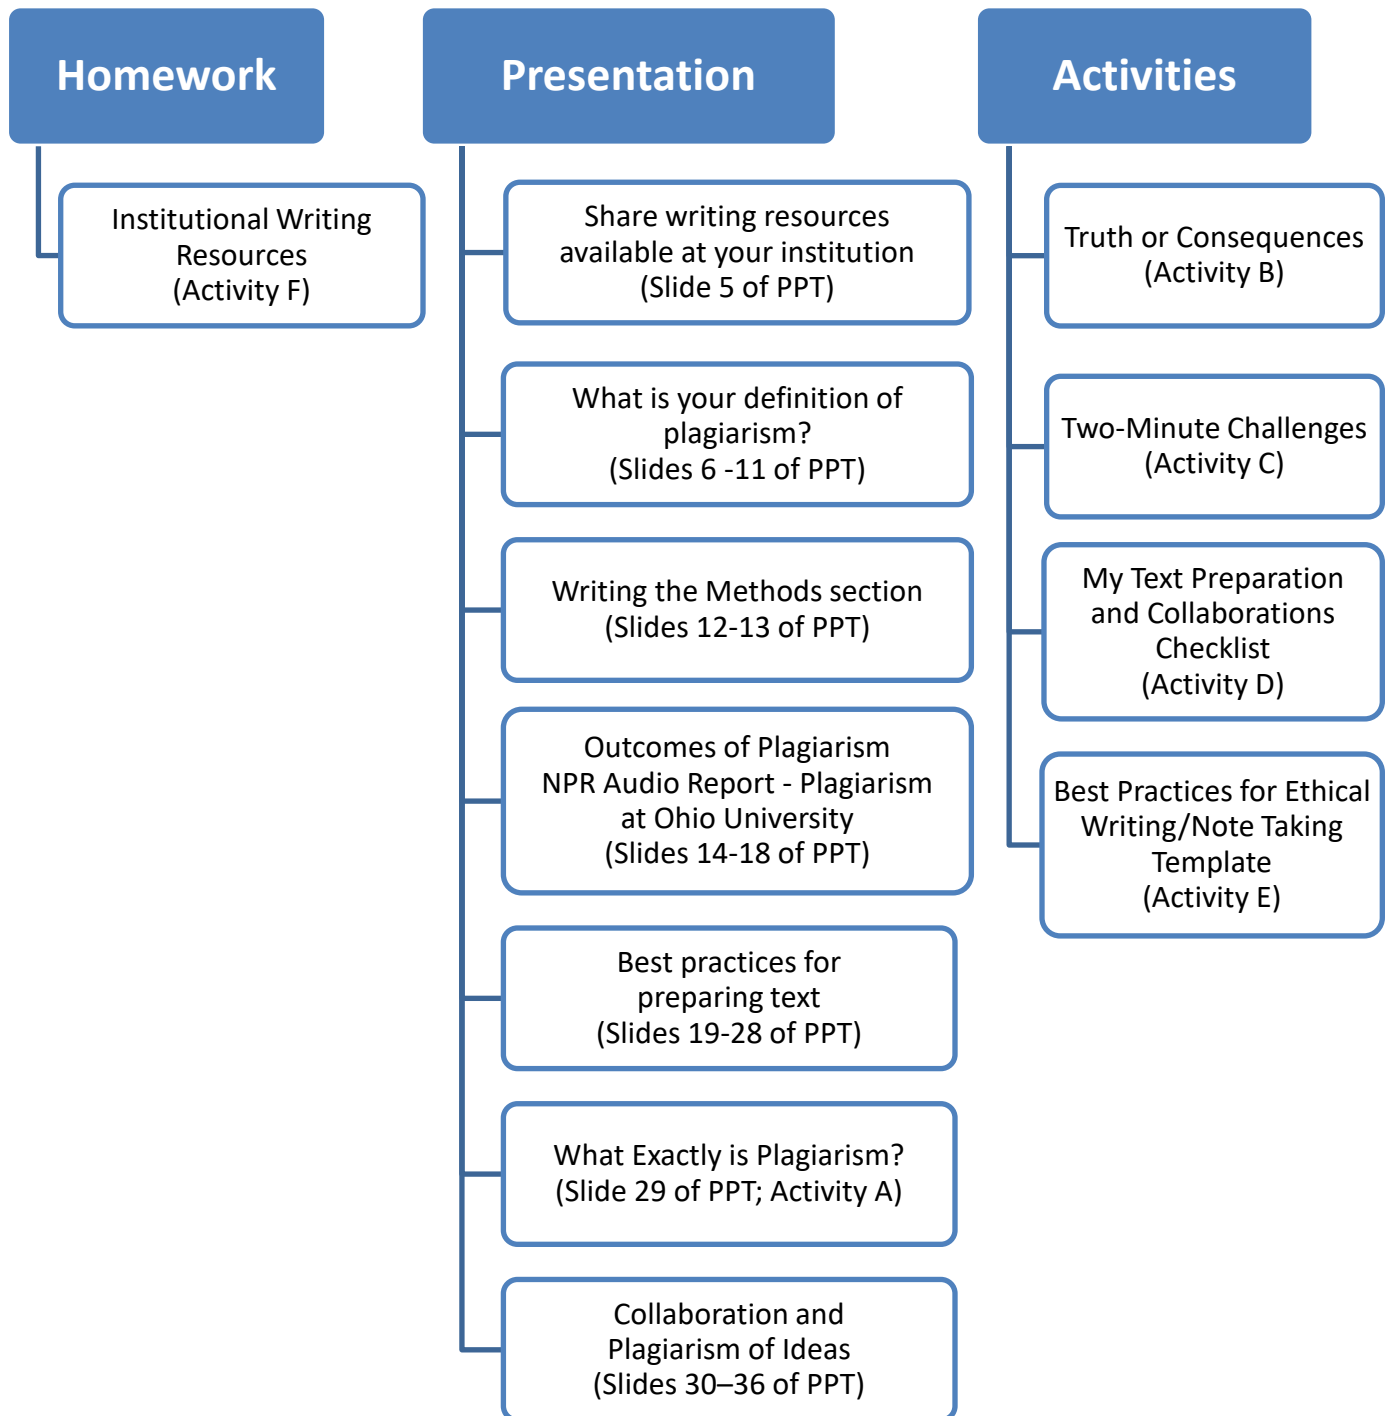 Homework
Institutional Writing
Resources
(Activity F)
Presentation
Share writing resources
available at your institution
(Slide 5 of PPT)
What is your definition of
plagiarism?
(Slides 6 -11 of PPT)
Writing the Methods section
(Slides 12-13 of PPT)
Outcomes of Plagiarism
NPR Audio Report - Plagiarism
at Ohio University
(Slides 14-18 of PPT)
Best practices for
preparing text
(Slides 19-28 of PPT)
What Exactly is Plagiarism?
(Slide 29 of PPT; Activity A)
Collaboration and
Plagiarism of Ideas
(Slides 30–36 of PPT)
Activities
Truth or Consequences
(Activity B)
Two-Minute Challenges
(Activity C)
My Text Preparation
and Collaborations
Checklist
(Activity D)
Best Practices for Ethical
Writing/Note Taking
Template
(Activity E)